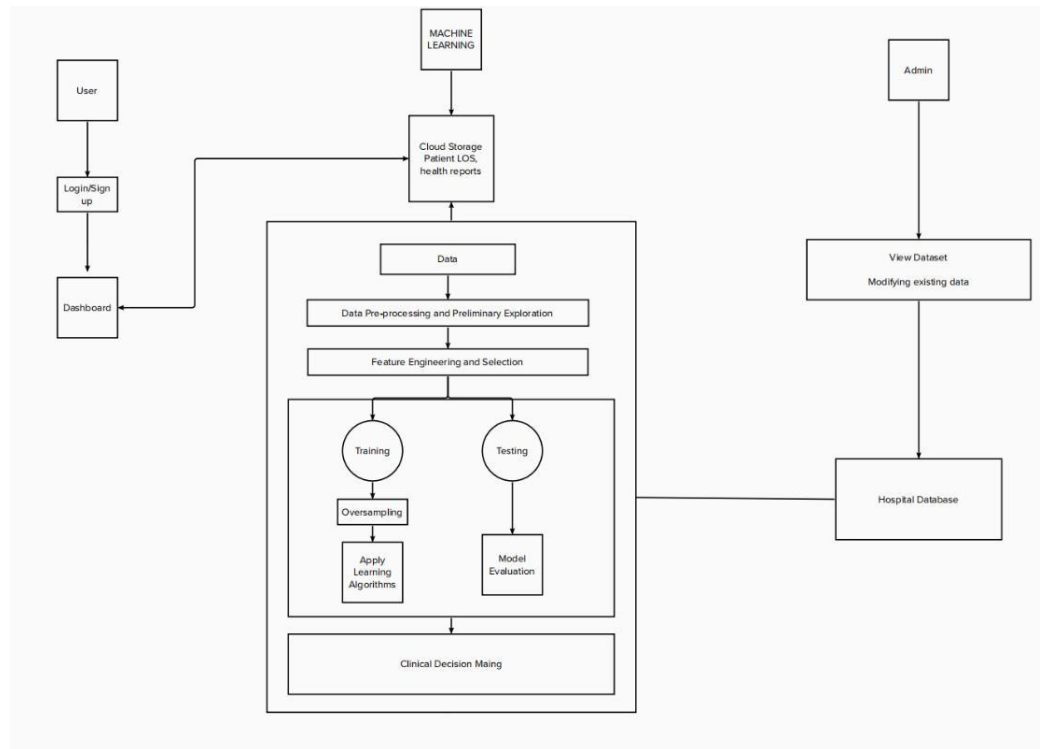 MACHINE
LEARNING
User
Admin
Cloud Storage
Patient LOS,
health reports
Login/Sign
up
Dashboard
View Dataset
Modifying existing data
Data
Data Pre-processing and Preliminary Exploration
Feature Engineering and Selection
Training
Testing
Oversampling
Apply
Learning
Algorithms
Model
Evaluation
Hospital Database
Clinical Decision Maing